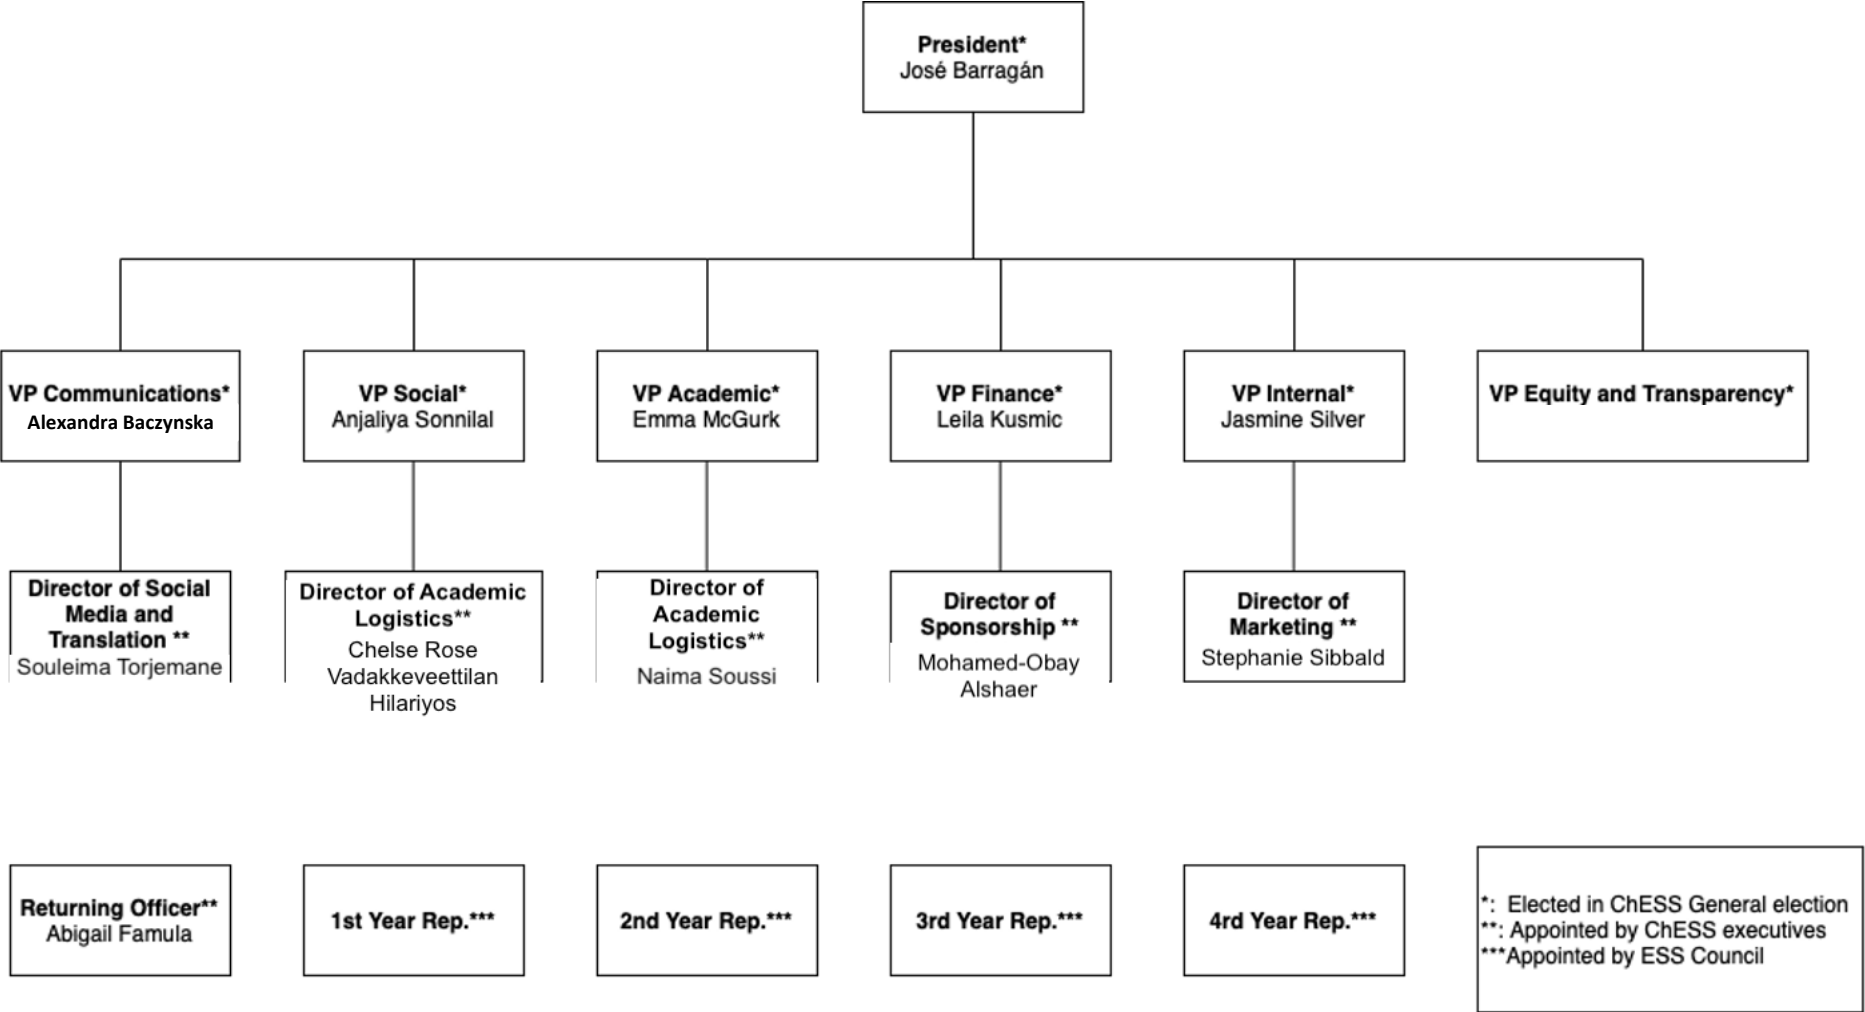 President*
José Barragán
VP Communications*
Alexandra Baczynska
VP Social*
Anjaliya Sonnilal
VP Academic*
Emma McGurk
VP Finance*
Leila Kusmic
VP Internal*
Jasmine Silver
VP Equity and Transparency*
Director of Social
Media and
Translation **
Souleima Torjemane
Director of Academic
Logistics**
Chelse Rose
Vadakkeveettilan
Hilariyos
Director of
Academic
Logistics**
Naima Soussi
Director of
Sponsorship **
Mohamed-Obay
Alshaer
Director of
Marketing **
Stephanie Sibbald
Returning Officer**
Abigail Famula
1st Year Rep.***
2nd Year Rep.***
3rd Year Rep.***
4rd Year Rep.***
*: Elected in ChESS General election
**: Appointed by ChESS executives
***Appointed by ESS Council